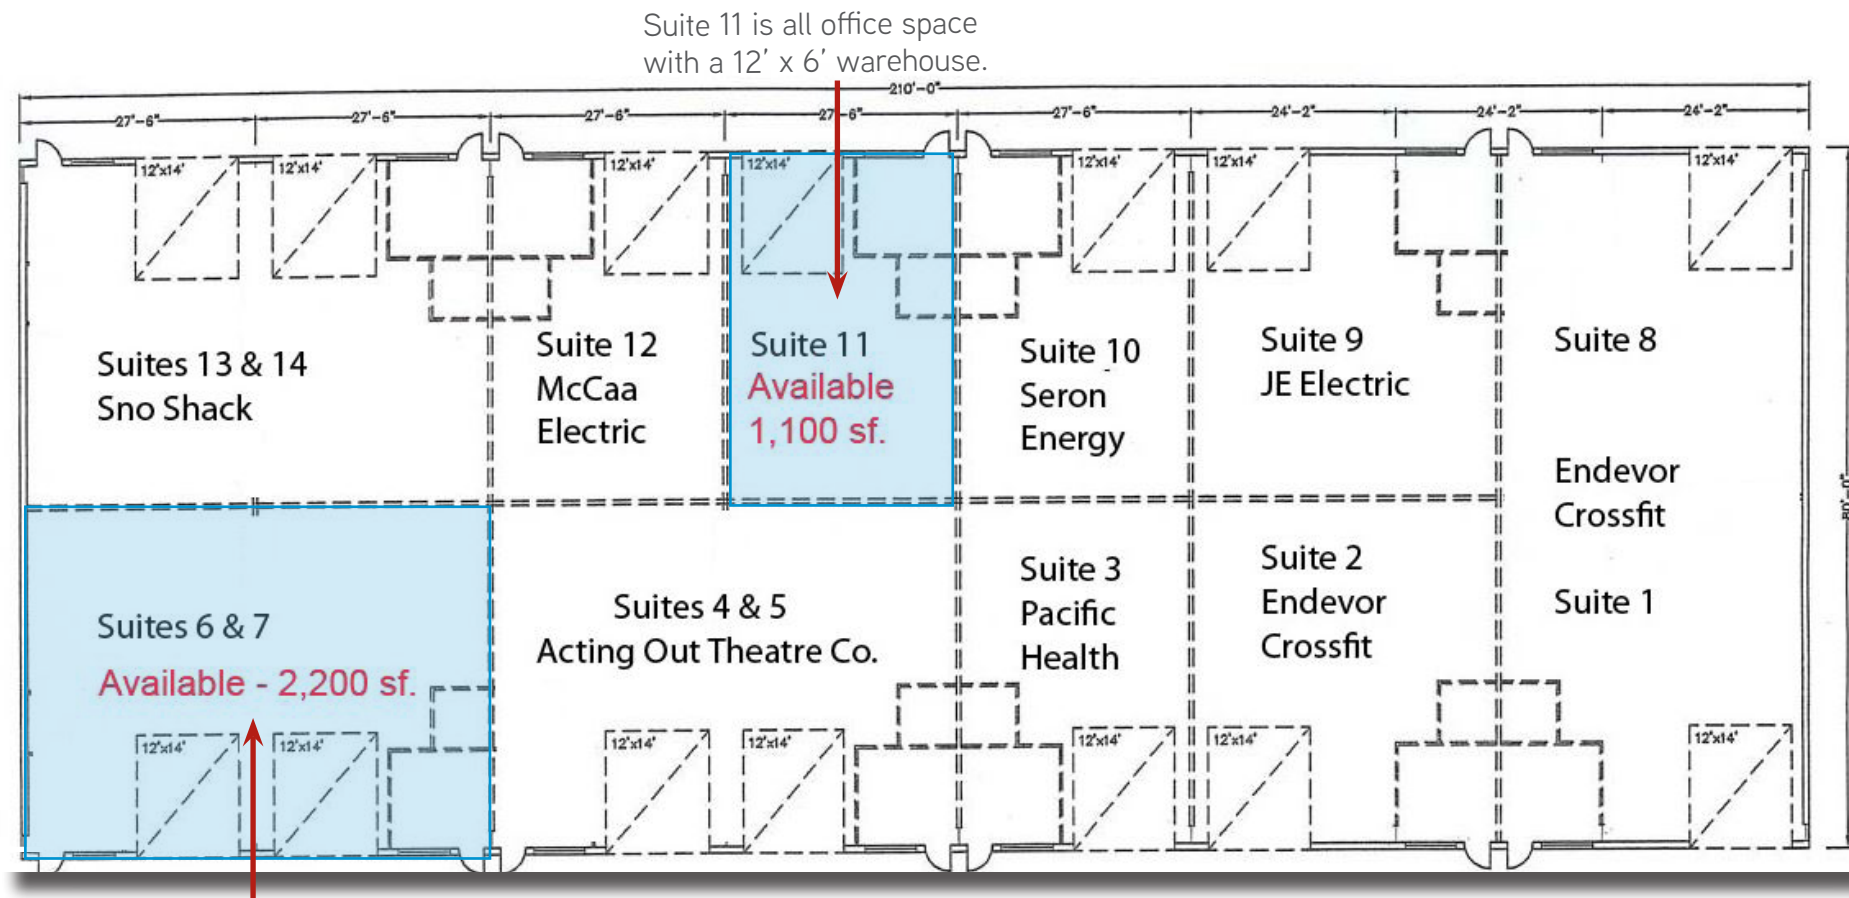 Suite 11 is all office space
with a 12' x 6' warehouse.
210'-0"
27'-6"
27'-6"
27'-6"
27'-6"
27'-6"
24'-2"
24'-2"
24'-2"
12'x14'
12'x14'
12'x14'
12'x14'
12'x14'
12'x14'
12'x14'
Suites 13 & 14
Sno Shack
Suite 12
McCaa
Electric
Suite 11
Available
1,100 sf.
Suite 10
Seron
Energy
Suite 9
JE Electric
Suite 8
Endevor
Crossfit
Suite 1
80'-0"
Suites 6 & 7
Available - 2,200 sf.
Suites 4 & 5
Acting Out Theatre Co.
Suite 3
Pacific
Health
Suite 2
Endevor
Crossfit
12'x14'
12'x14'
12'x14'
12'x14'
12'x14'
12'x14'
12'x14'